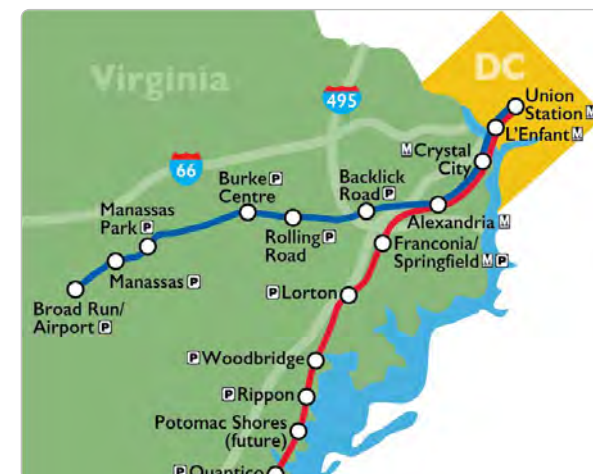 Virginia
DC
495
66
Union
Station M
L'Enfant M
M Crystal
City
Burke P
Centre
Backlick
Road P
Manassas
Park P
Rolling P
Road
Alexandria M
Franconia/
Springfield M P
Manassas P
Broad Run/
Airport P
P Lorton
P Woodbridge
P Rippon
Potomac Shores
(future)
P Quantico